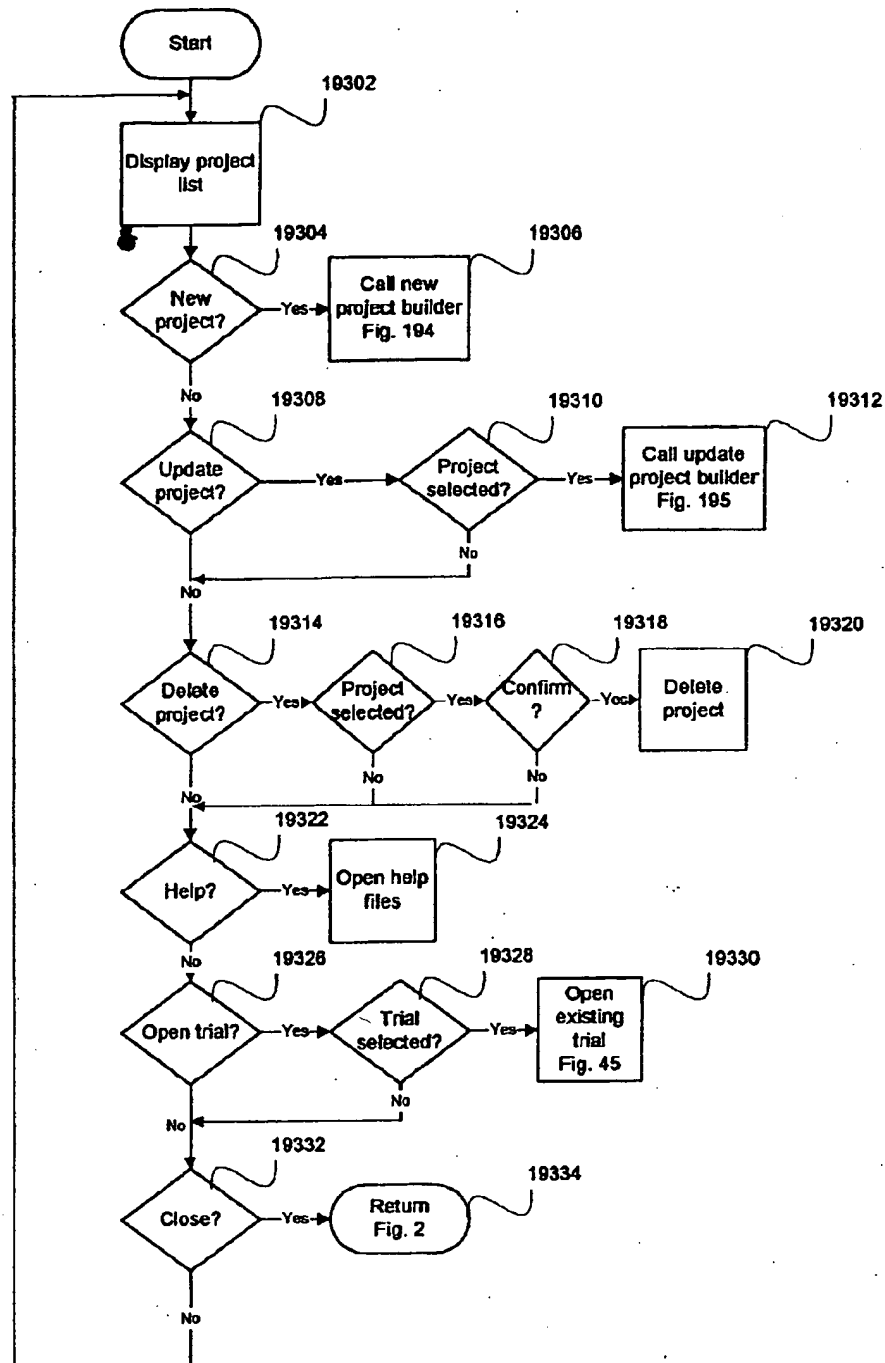 Start
19302
Display project
list
19304
19306
New
project?
Yes
Call new
project builder
Fig. 194
No
19308
19310
19312
Update
project?
Yes
Project
selected?
Yes
Call update
project builder
Fig. 195
No
No
19314
19316
19318
19320
Delete
project?
Yes
Project
selected?
Yes
Confirm
?
Yes
Delete
project
No
No
No
19322
19324
Help?
Yes
Open help
files
No
19326
19328
19330
Open trial?
Yes
Trial
selected?
Yes
Open
existing
trial
Fig. 45
No
No
19332
19334
Close?
Yes
Return
Fig. 2
No